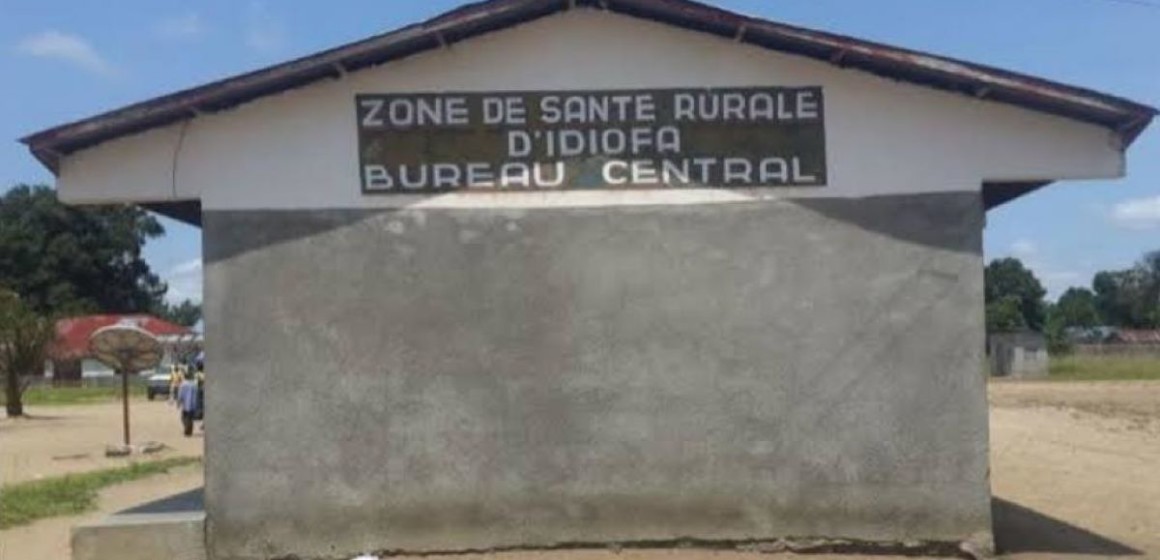 ZONE DE SANTE RURALE
D'IDIOFA
BUREAU CENTRAL